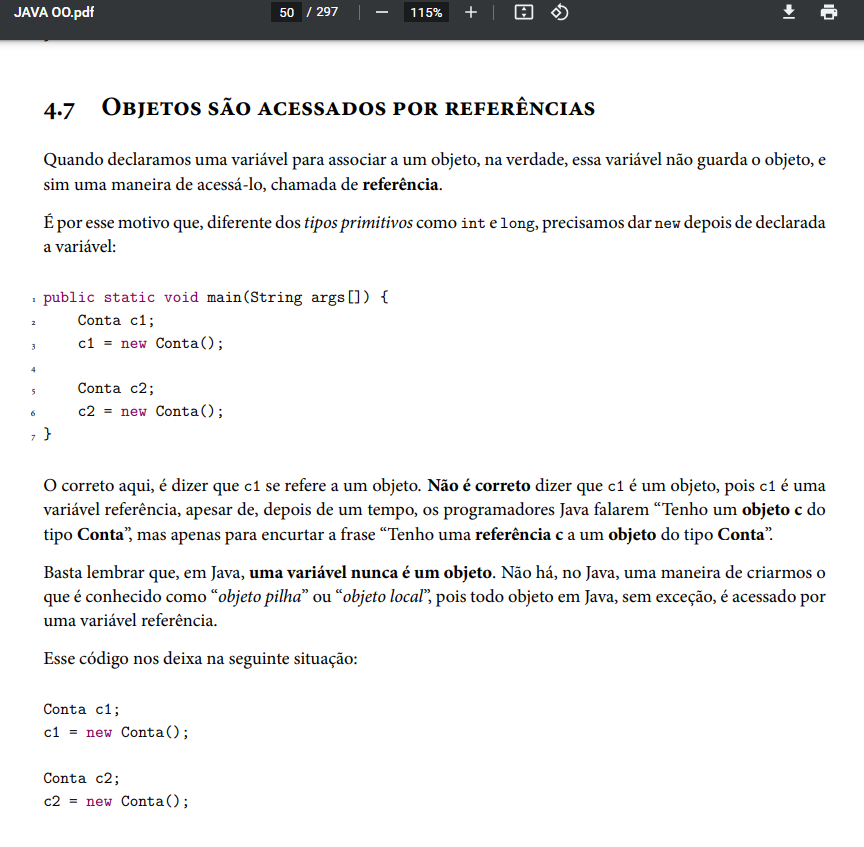 JAVA OO.pdf
50 / 297
115%
4.7 Objetos são acessados por referências
Quando declaramos uma variável para associar a um objeto, na verdade, essa variável não guarda o objeto, e
sim uma maneira de acessá-lo, chamada de referência.
É por esse motivo que, diferente dos tipos primitivos como int e long, precisamos dar new depois de declarada
a variável:
1 public static void main(String args[]) {
2     Conta c1;
3     c1 = new Conta();
4
5     Conta c2;
6     c2 = new Conta();
7 }
O correto aqui, é dizer que c1 se refere a um objeto. Não é correto dizer que c1 é um objeto, pois c1 é uma
variável referência, apesar de, depois de um tempo, os programadores Java falarem “Tenho um objeto c do
tipo Conta”, mas apenas para encurtar a frase “Tenho uma referência c a um objeto do tipo Conta”.
Basta lembrar que, em Java, uma variável nunca é um objeto. Não há, no Java, uma maneira de criarmos o
que é conhecido como “objeto pilha” ou “objeto local”, pois todo objeto em Java, sem exceção, é acessado por
uma variável referência.
Esse código nos deixa na seguinte situação:
Conta c1;
c1 = new Conta();
Conta c2;
c2 = new Conta();